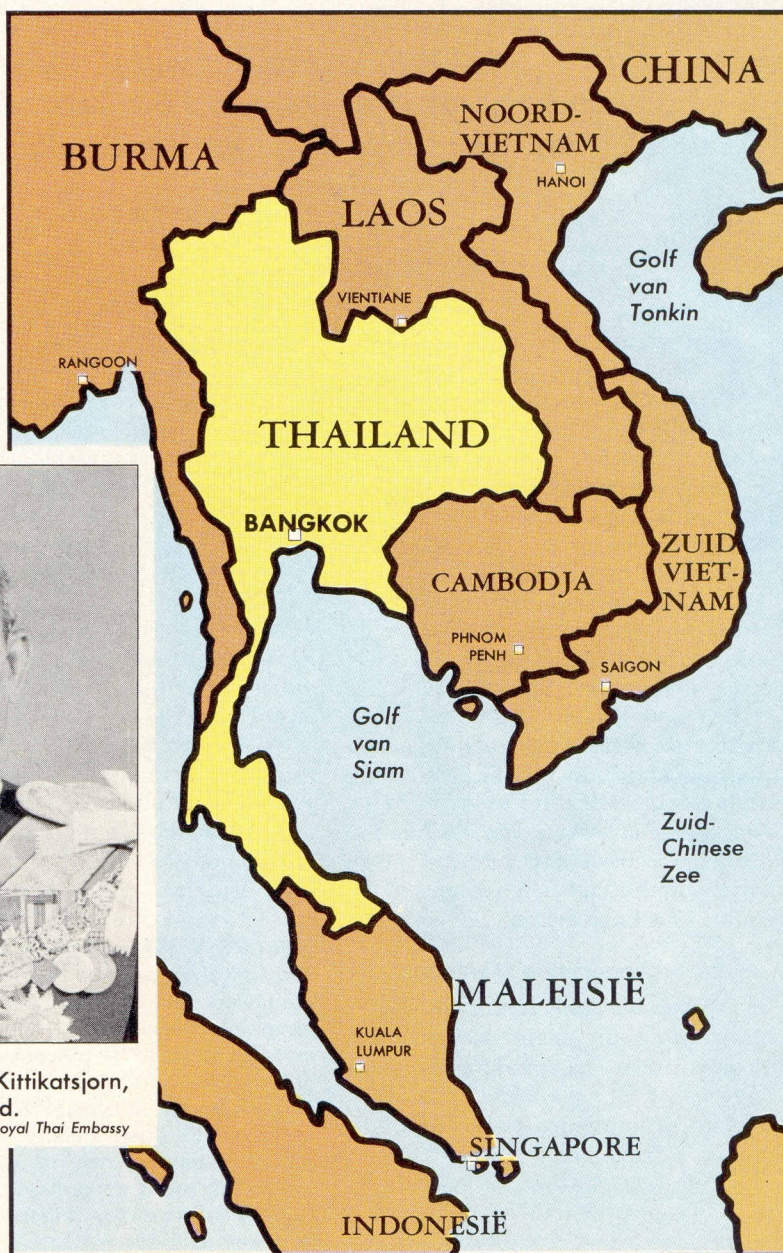 CHINA
NOORD-
VIETNAM
HANOI
BURMA
LAOS
Golf
van
Tonkin
VIENTIANE
RANGOON
THAILAND
BANGKOK
ZUID
VIET-
NAM
CAMBODJA
PHNOM
PENH
SAIGON
Golf
van
Siam
Zuid-
Chinese
Zee
MALEISIË
KUALA
LUMPUR
Kittikatsjorn,
d.
oyal Thai Embassy
SINGAPORE
INDONESIË